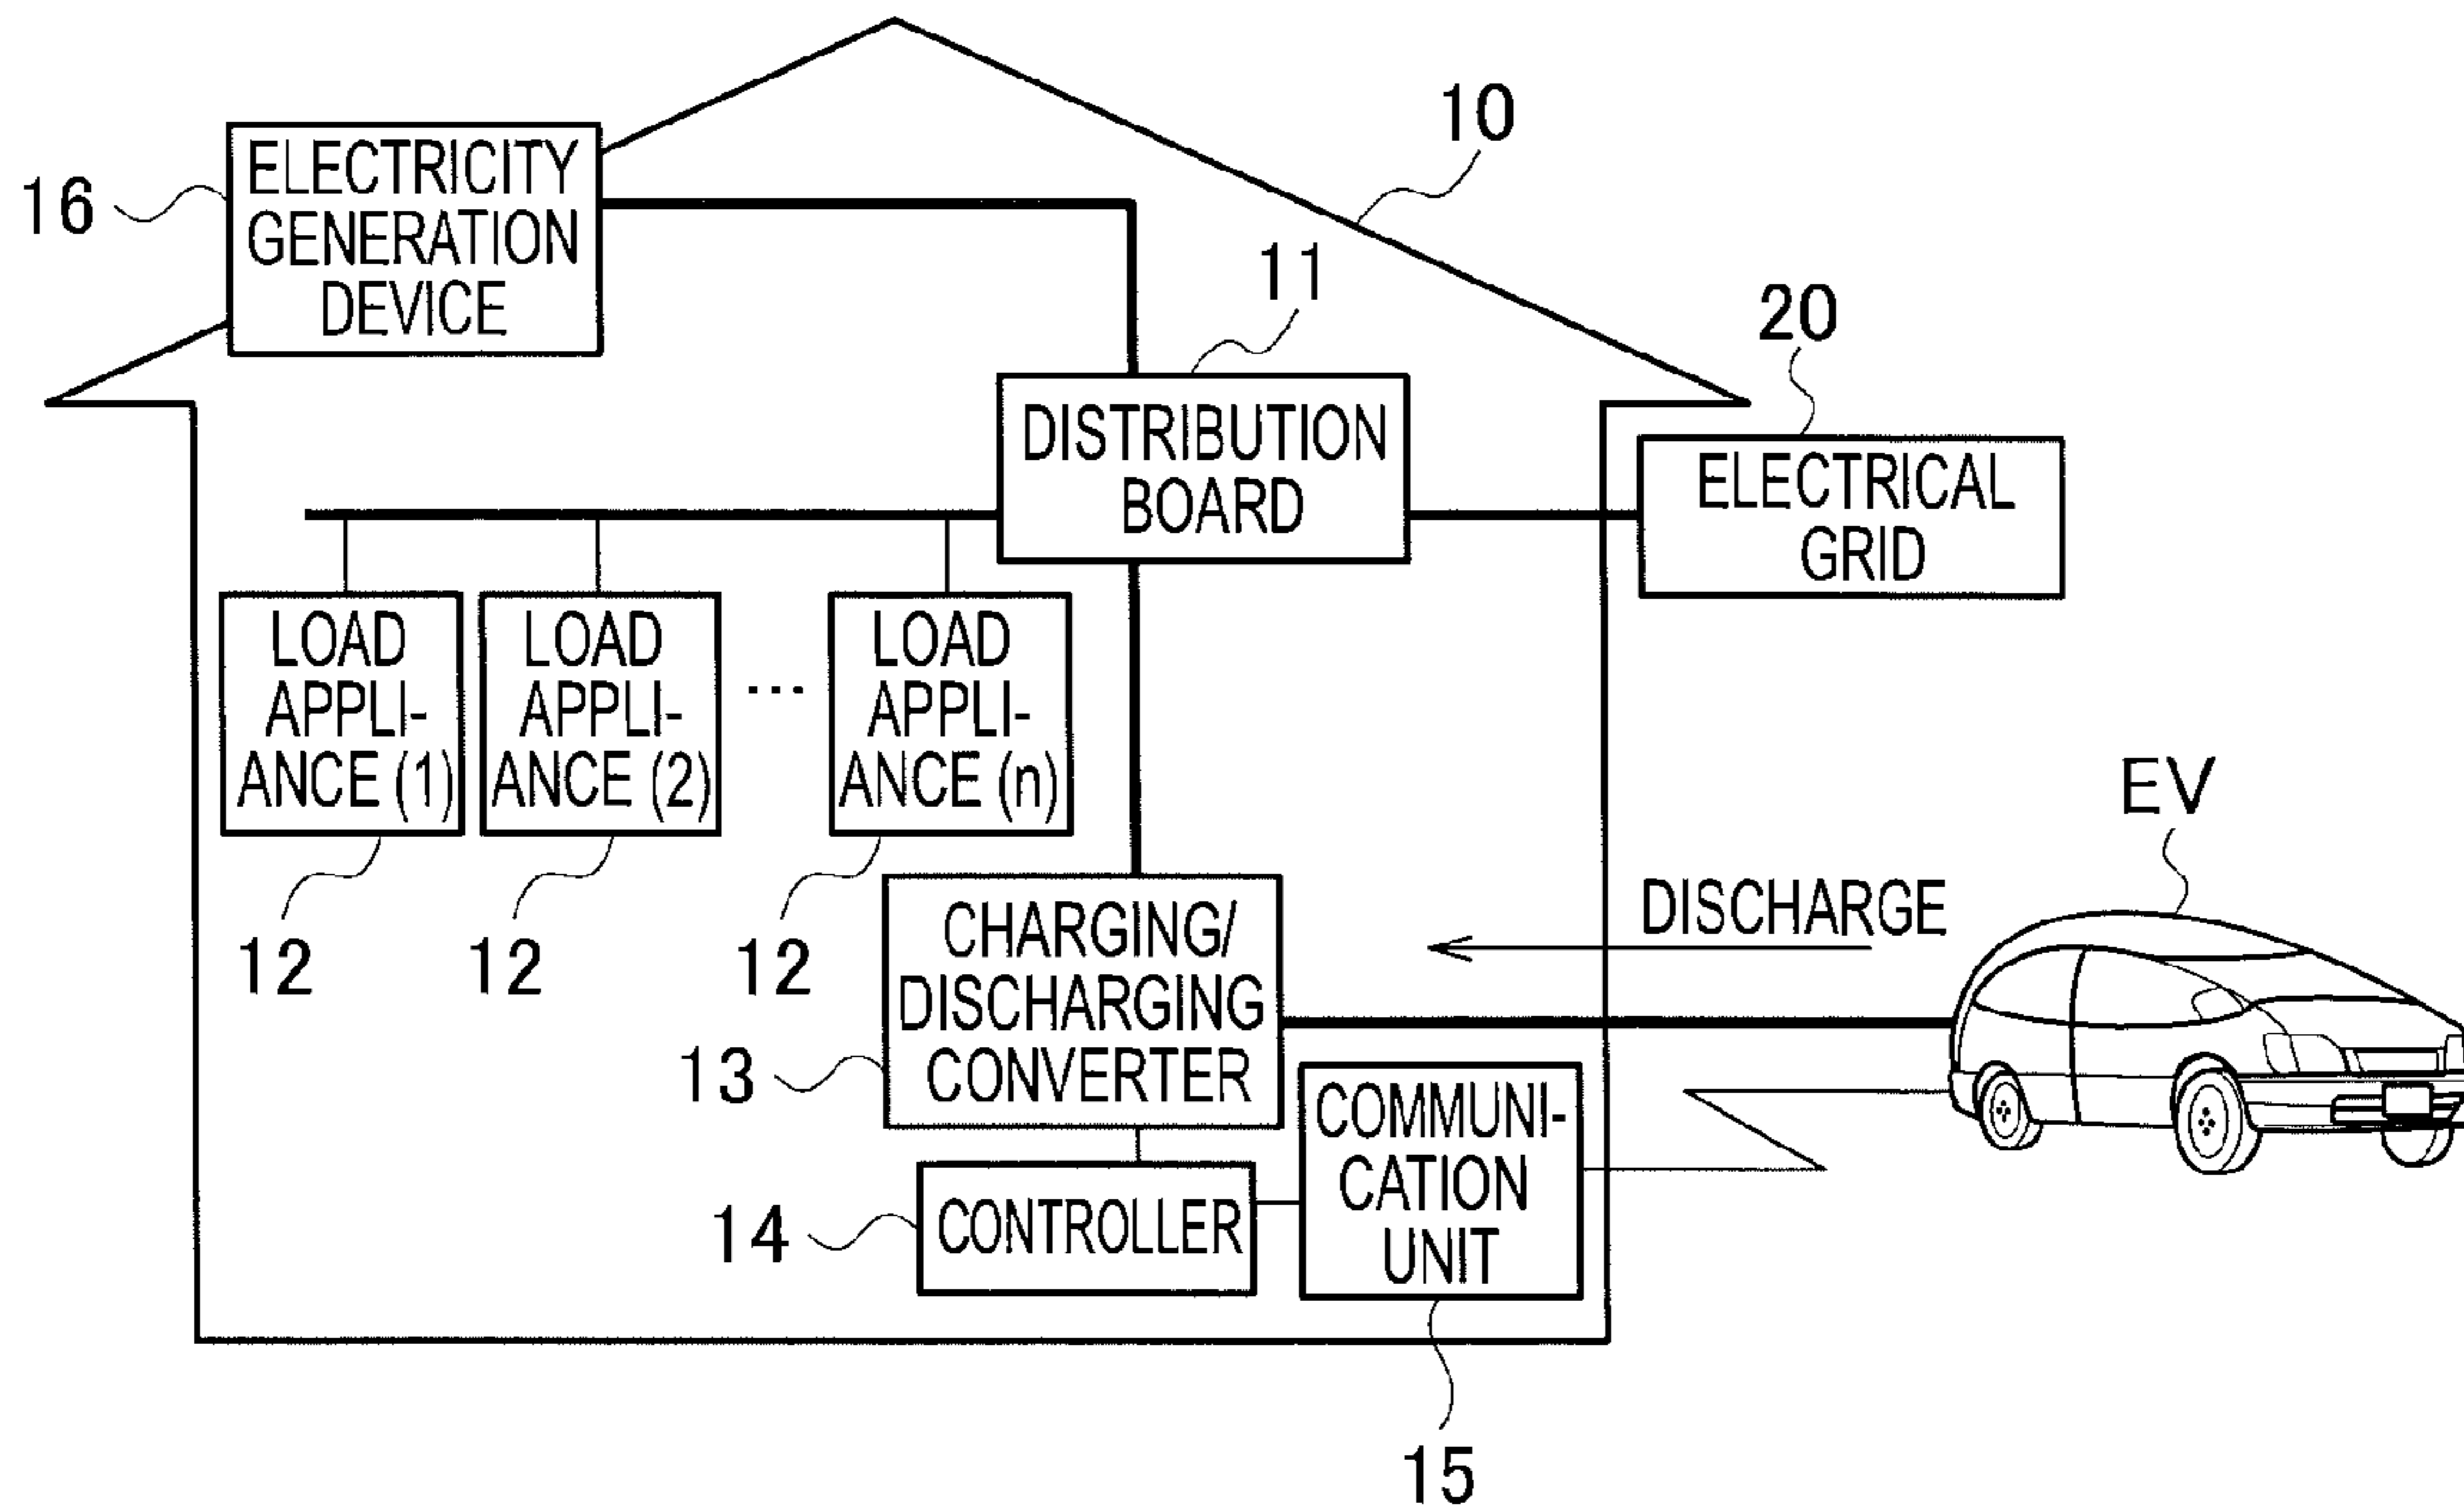 10
16
ELECTRICITY
GENERATION
DEVICE
11
20
DISTRIBUTION
BOARD
ELECTRICAL
GRID
LOAD
APPLI-
ANCE (1)
LOAD
APPLI-
ANCE (2)
...
LOAD
APPLI-
ANCE (n)
12
12
12
EV
DISCHARGE
CHARGING/
DISCHARGING
CONVERTER
13
COMMUNI-
CATION
UNIT
14
CONTROLLER
15